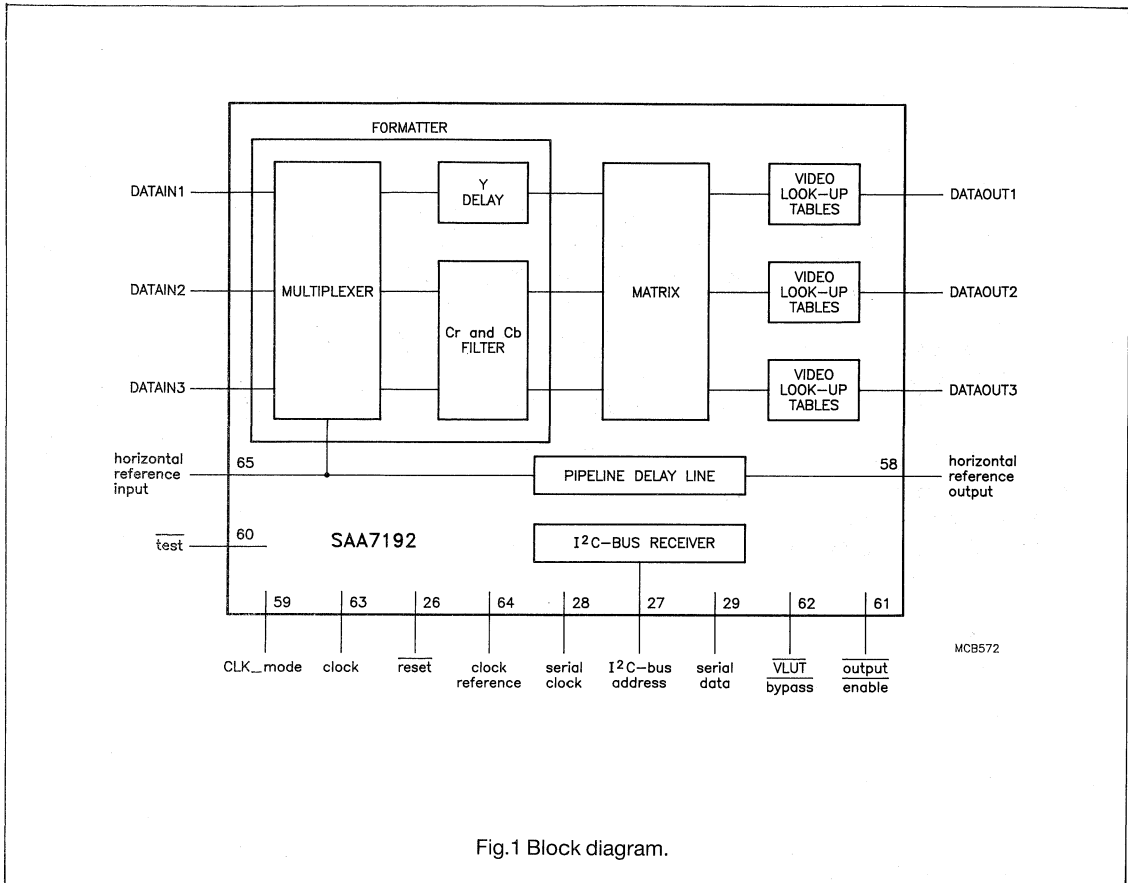 FORMATTER
DATAIN1
DATAIN2
DATAIN3
MULTIPLEXER
Y
DELAY
Cr and Cb
FILTER
MATRIX
VIDEO
LOOK-UP
TABLES
VIDEO
LOOK-UP
TABLES
VIDEO
LOOK-UP
TABLES
DATAOUT1
DATAOUT2
DATAOUT3
horizontal
reference
input
65
PIPELINE DELAY LINE
58
horizontal
reference
output
test
60
SAA7192
I²C-BUS RECEIVER
59 63 26 64 28 27 29 62 61
CLK_mode
clock
reset
clock
reference
serial
clock
I²C-bus
address
serial
data
VLUT
bypass
output
enable
MCB572
Fig.1 Block diagram.